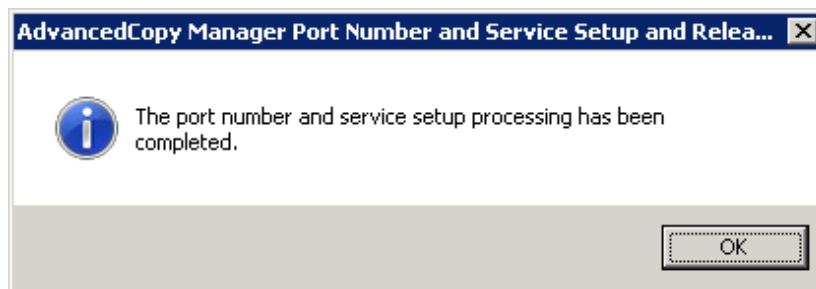 AdvancedCopy Manager Port Number and Service Setup and Relea...
The port number and service setup processing has been
completed.
OK